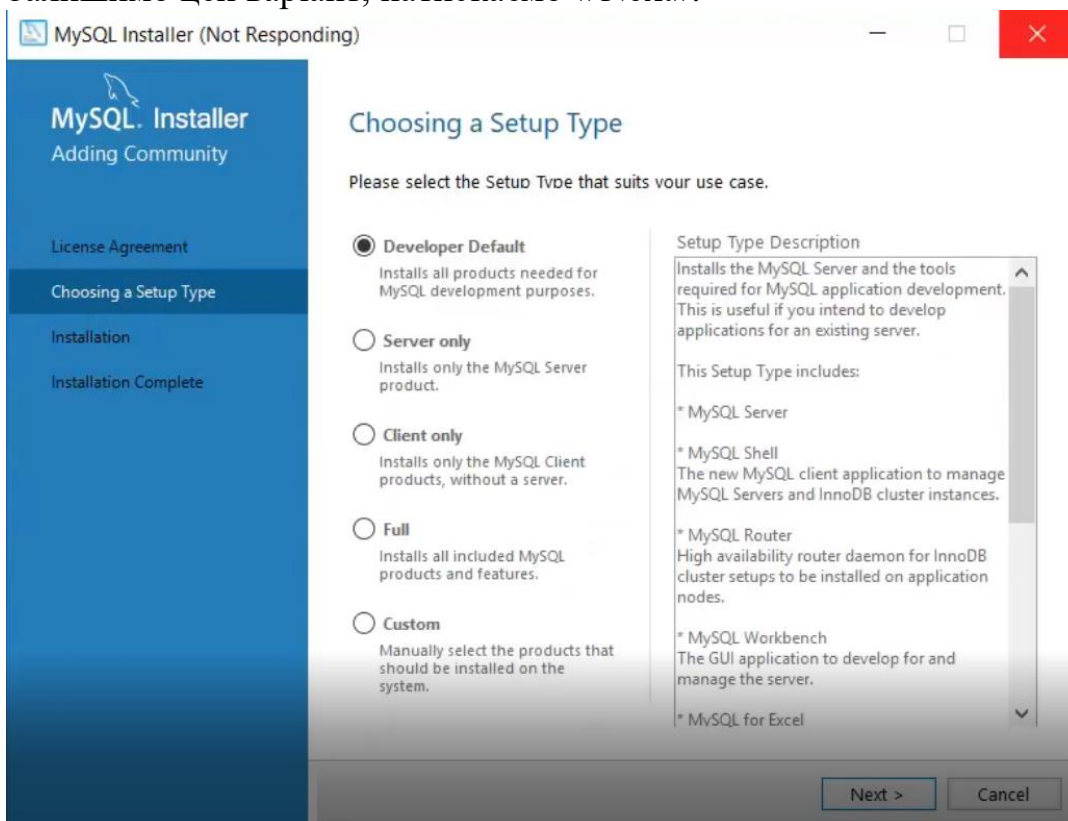 MySQL Installer (Not Responding)
MySQL. Installer
Adding Community
License Agreement
Choosing a Setup Type
Installation
Installation Complete
Choosing a Setup Type
Please select the Setup Type that suits your use case.
Developer Default
Installs all products needed for
MySQL development purposes.
Server only
Installs only the MySQL Server
product.
Client only
Installs only the MySQL Client
products, without a server.
Full
Installs all included MySQL
products and features.
Custom
Manually select the products that
should be installed on the
system.
Setup Type Description
Installs the MySQL Server and the tools
required for MySQL application development.
This is useful if you intend to develop
applications for an existing server.
This Setup Type includes:
* MySQL Server
* MySQL Shell
The new MySQL client application to manage
MySQL Servers and InnoDB cluster instances.
* MySQL Router
High availability router daemon for InnoDB
cluster setups to be installed on application
nodes.
* MySQL Workbench
The GUI application to develop for and
manage the server.
* MySQL for Excel
Next >
Cancel